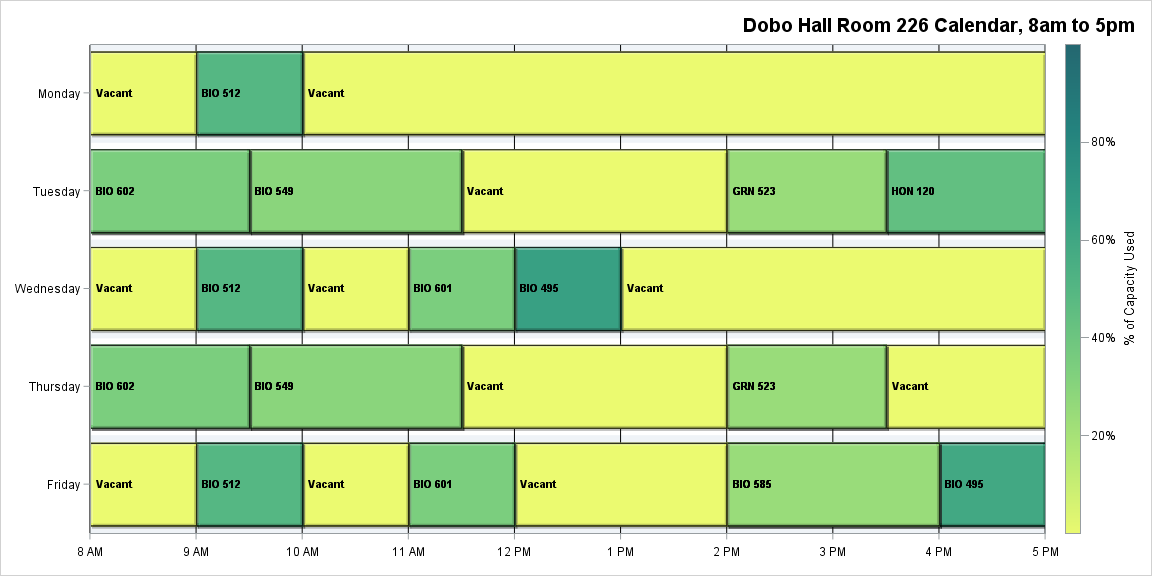 Dobo Hall Room 226 Calendar, 8am to 5pm
Monday
Vacant
BIO 512
Vacant
Tuesday
BIO 602
BIO 549
Vacant
GRN 523
HON 120
Wednesday
Vacant
BIO 512
Vacant
BIO 601
BIO 495
Vacant
Thursday
BIO 602
BIO 549
Vacant
GRN 523
Vacant
Friday
Vacant
BIO 512
Vacant
BIO 601
Vacant
BIO 585
BIO 495
8 AM
9 AM
10 AM
11 AM
12 PM
1 PM
2 PM
3 PM
4 PM
5 PM
80%
60%
40%
20%
% of Capacity Used